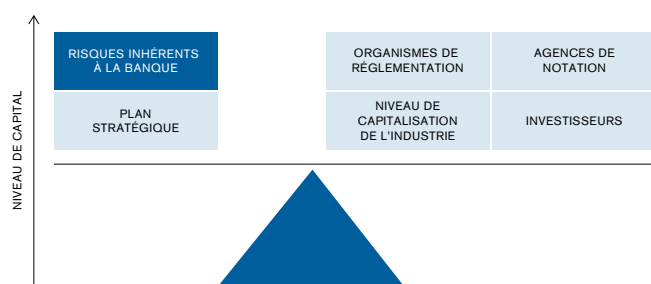 RISQUES INHÉRENTS
À LA BANQUE
ORGANISMES DE
RÉGLEMENTATION
AGENCES DE
NOTATION
PLAN
STRATÉGIQUE
NIVEAU DE
CAPITALISATION
DE L'INDUSTRIE
INVESTISSEURS
NIVEAU DE CAPITAL